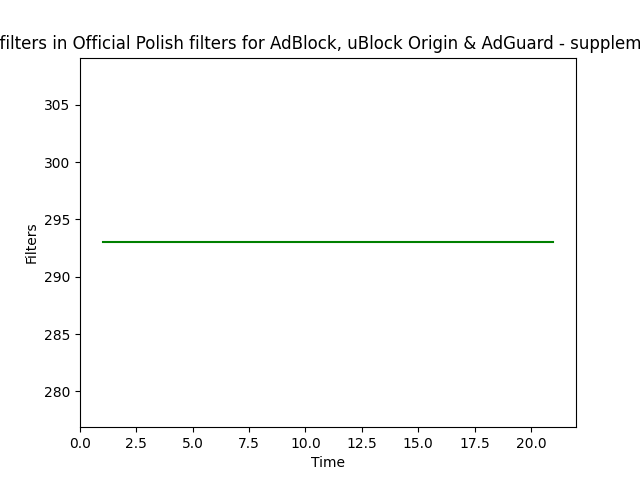 filters in Official Polish filters for AdBlock, uBlock Origin & AdGuard - supplem
305
300
295
290
285
280
Filters
0.0 2.5 5.0 7.5 10.0 12.5 15.0 17.5 20.0
Time